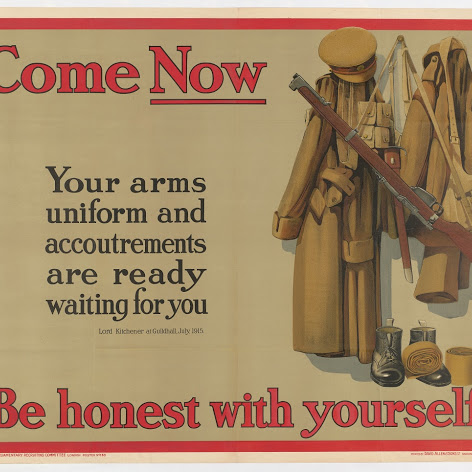 Come Now
Your arms
uniform and
accoutrements
are ready
waiting for you
Lord Kitchener at Guildhall, July, 1915
Be honest with yourself